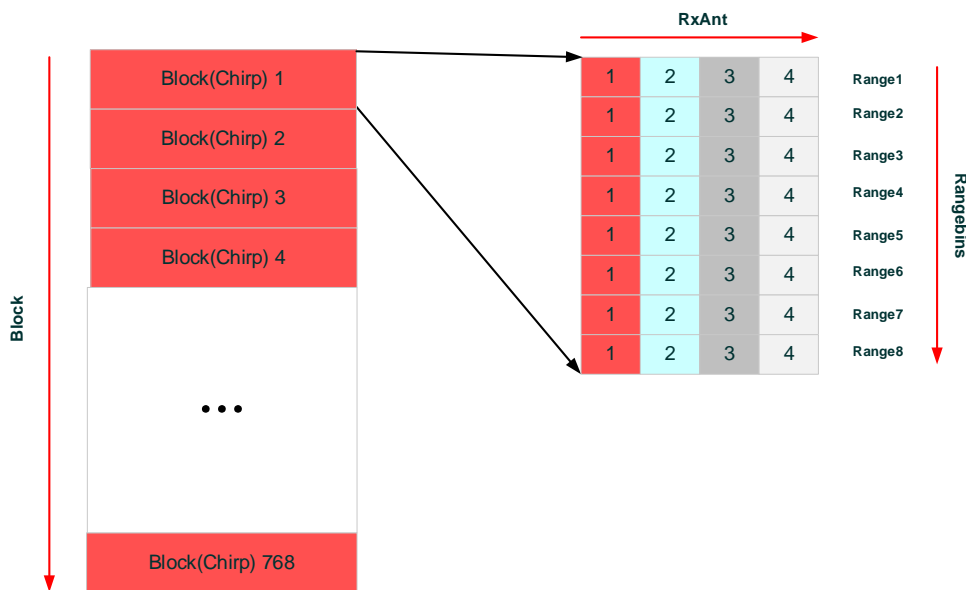 RxAnt
Block(Chirp) 1
1 2 3 4 Range1
Block(Chirp) 2
1 2 3 4 Range2
Block(Chirp) 3
1 2 3 4 Range3
Block(Chirp) 4
1 2 3 4 Range4
1 2 3 4 Range5
1 2 3 4 Range6
1 2 3 4 Range7
1 2 3 4 Range8
Rangebins
Block
•••
Block(Chirp) 768